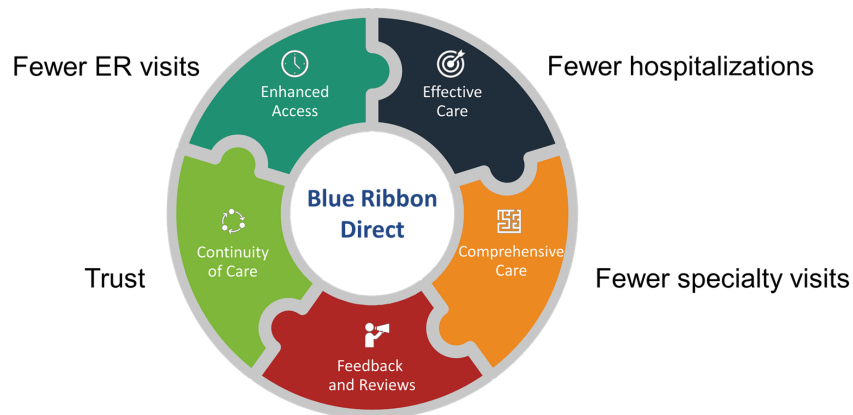 Fewer ER visits
Fewer hospitalizations
Enhanced
Access
Effective
Care
Blue Ribbon
Direct
Continuity
of Care
Comprehensive
Care
Trust
Fewer specialty visits
Feedback
and Reviews